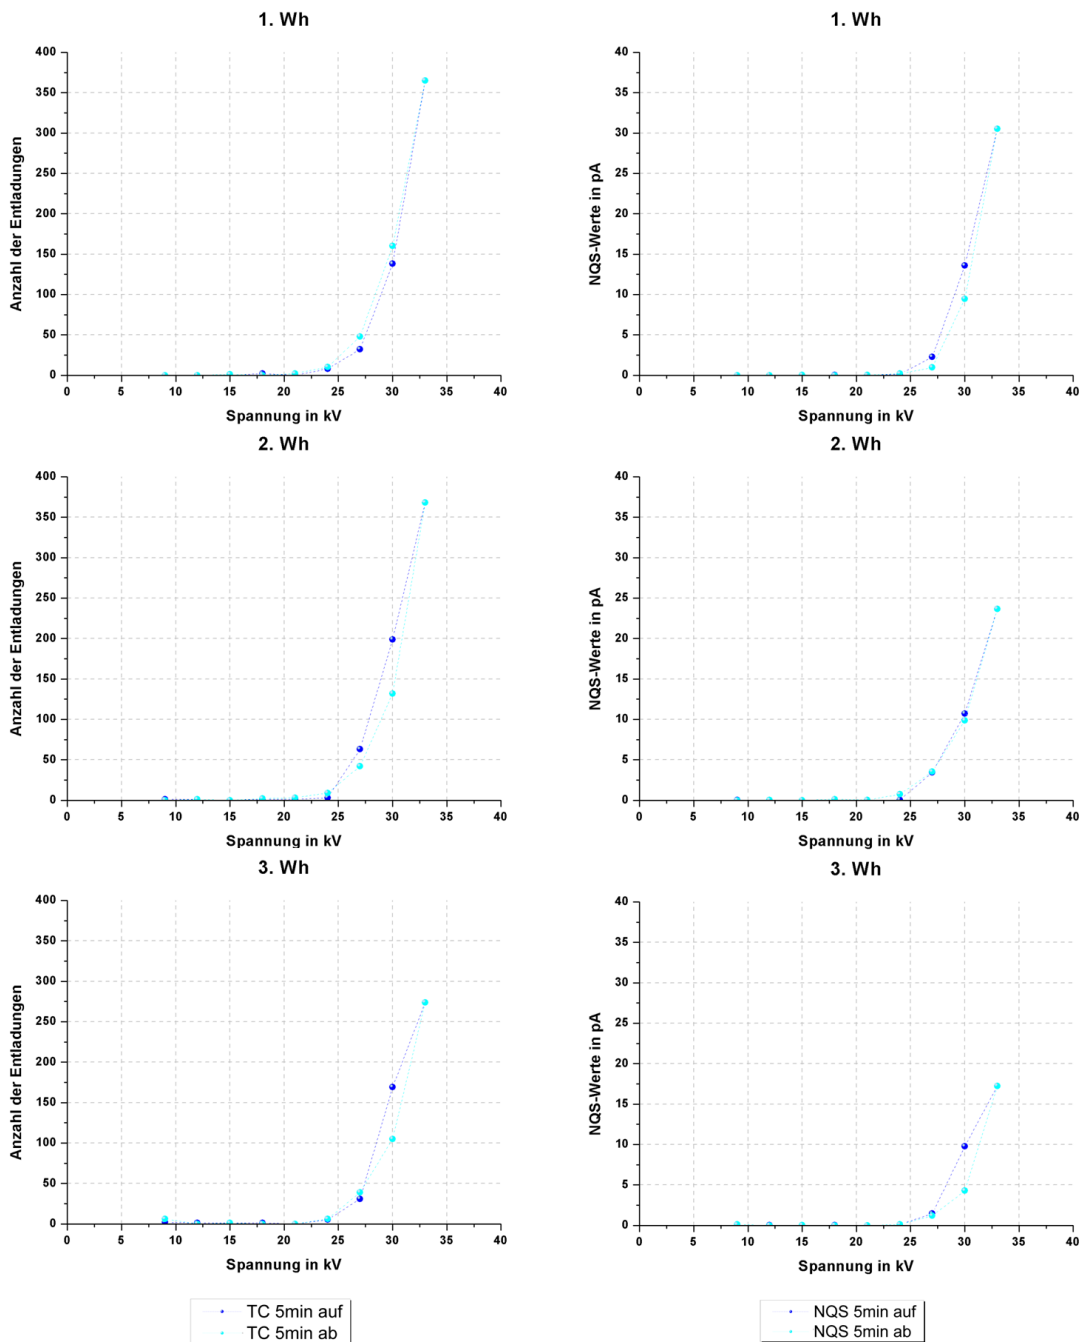 1. Wh
400
350
300
250
200
150
100
50
0
0 5 10 15 20 25 30 35 40
Anzahl der Entladungen
Spannung in kV
1. Wh
40
35
30
25
20
15
10
5
0
0 5 10 15 20 25 30 35 40
NQS-Werte in pA
Spannung in kV
2. Wh
400
350
300
250
200
150
100
50
0
0 5 10 15 20 25 30 35 40
Anzahl der Entladungen
Spannung in kV
2. Wh
40
35
30
25
20
15
10
5
0
0 5 10 15 20 25 30 35 40
NQS-Werte in pA
Spannung in kV
3. Wh
400
350
300
250
200
150
100
50
0
0 5 10 15 20 25 30 35 40
Anzahl der Entladungen
Spannung in kV
3. Wh
40
35
30
25
20
15
10
5
0
0 5 10 15 20 25 30 35 40
NQS-Werte in pA
Spannung in kV
TC 5min auf
TC 5min ab
NQS 5min auf
NQS 5min ab